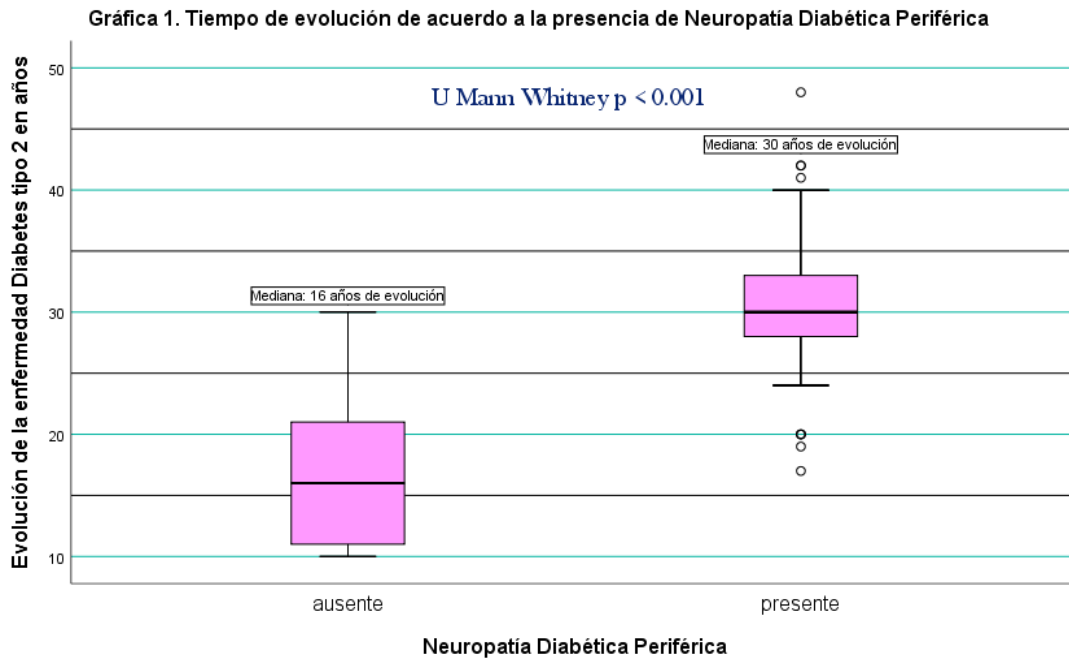 Gráfica 1. Tiempo de evolución de acuerdo a la presencia de Neuropatía Diabética Periférica
Evolución de la enfermedad Diabetes tipo 2 en años
50
40
30
20
10
U Mann Whitney p < 0.001
Mediana: 30 años de evolución
Mediana: 16 años de evolución
ausente
presente
Neuropatía Diabética Periférica